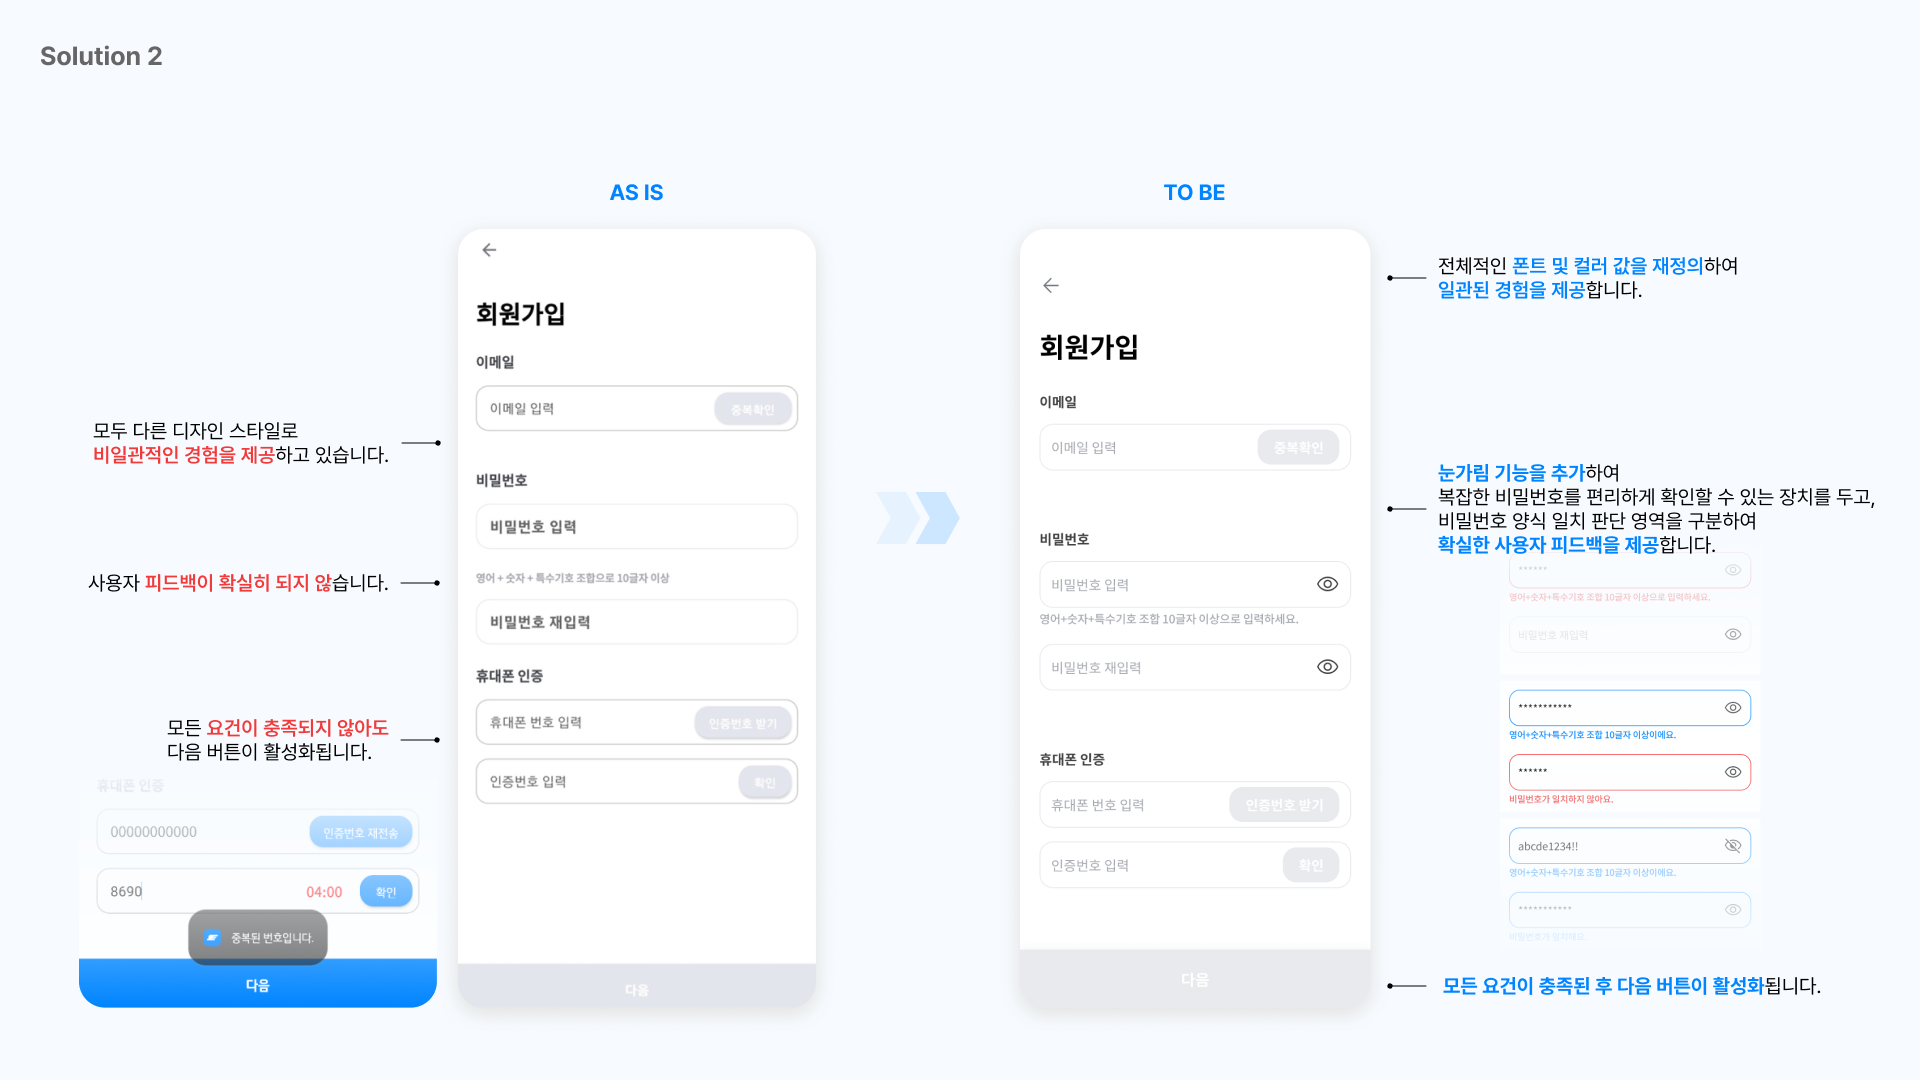 Solution 2
AS IS
모두 다른 디자인 스타일로
비일관적인 경험을 제공하고 있습니다.
사용자 피드백이 확실히 되지 않습니다.
모든 요건이 충족되지 않아도
다음 버튼이 활성화됩니다.
휴대폰 인증
00000000000
인증번호 재전송
8690
04:00
확인
중복된 번호입니다.
다음
회원가입
이메일
이메일 입력
중복확인
비밀번호
비밀번호 입력
영어 + 숫자 + 특수기호 조합으로 10글자 이상
비밀번호 재입력
휴대폰 인증
휴대폰 번호 입력
인증번호 받기
인증번호 입력
확인
다음
TO BE
회원가입
이메일
이메일 입력
중복확인
비밀번호
비밀번호 입력
영어+숫자+특수기호 조합 10글자 이상으로 입력하세요.
비밀번호 재입력
휴대폰 인증
휴대폰 번호 입력
인증번호 받기
인증번호 입력
확인
다음
전체적인 폰트 및 컬러 값을 재정의하여
일관된 경험을 제공합니다.
눈가림 기능을 추가하여
복잡한 비밀번호를 편리하게 확인할 수 있는 장치를 두고,
비밀번호 양식 일치 판단 영역을 구분하여
확실한 사용자 피드백을 제공합니다.
******
영어+숫자+특수기호 조합 10글자 이상으로 입력하세요.
비밀번호 재입력
***********
영어+숫자+특수기호 조합 10글자 이상이에요.
******
비밀번호가 일치하지 않아요.
abcde1234!!
영어+숫자+특수기호 조합 10글자 이상이에요.
***********
비밀번호가 일치해요.
모든 요건이 충족된 후 다음 버튼이 활성화됩니다.